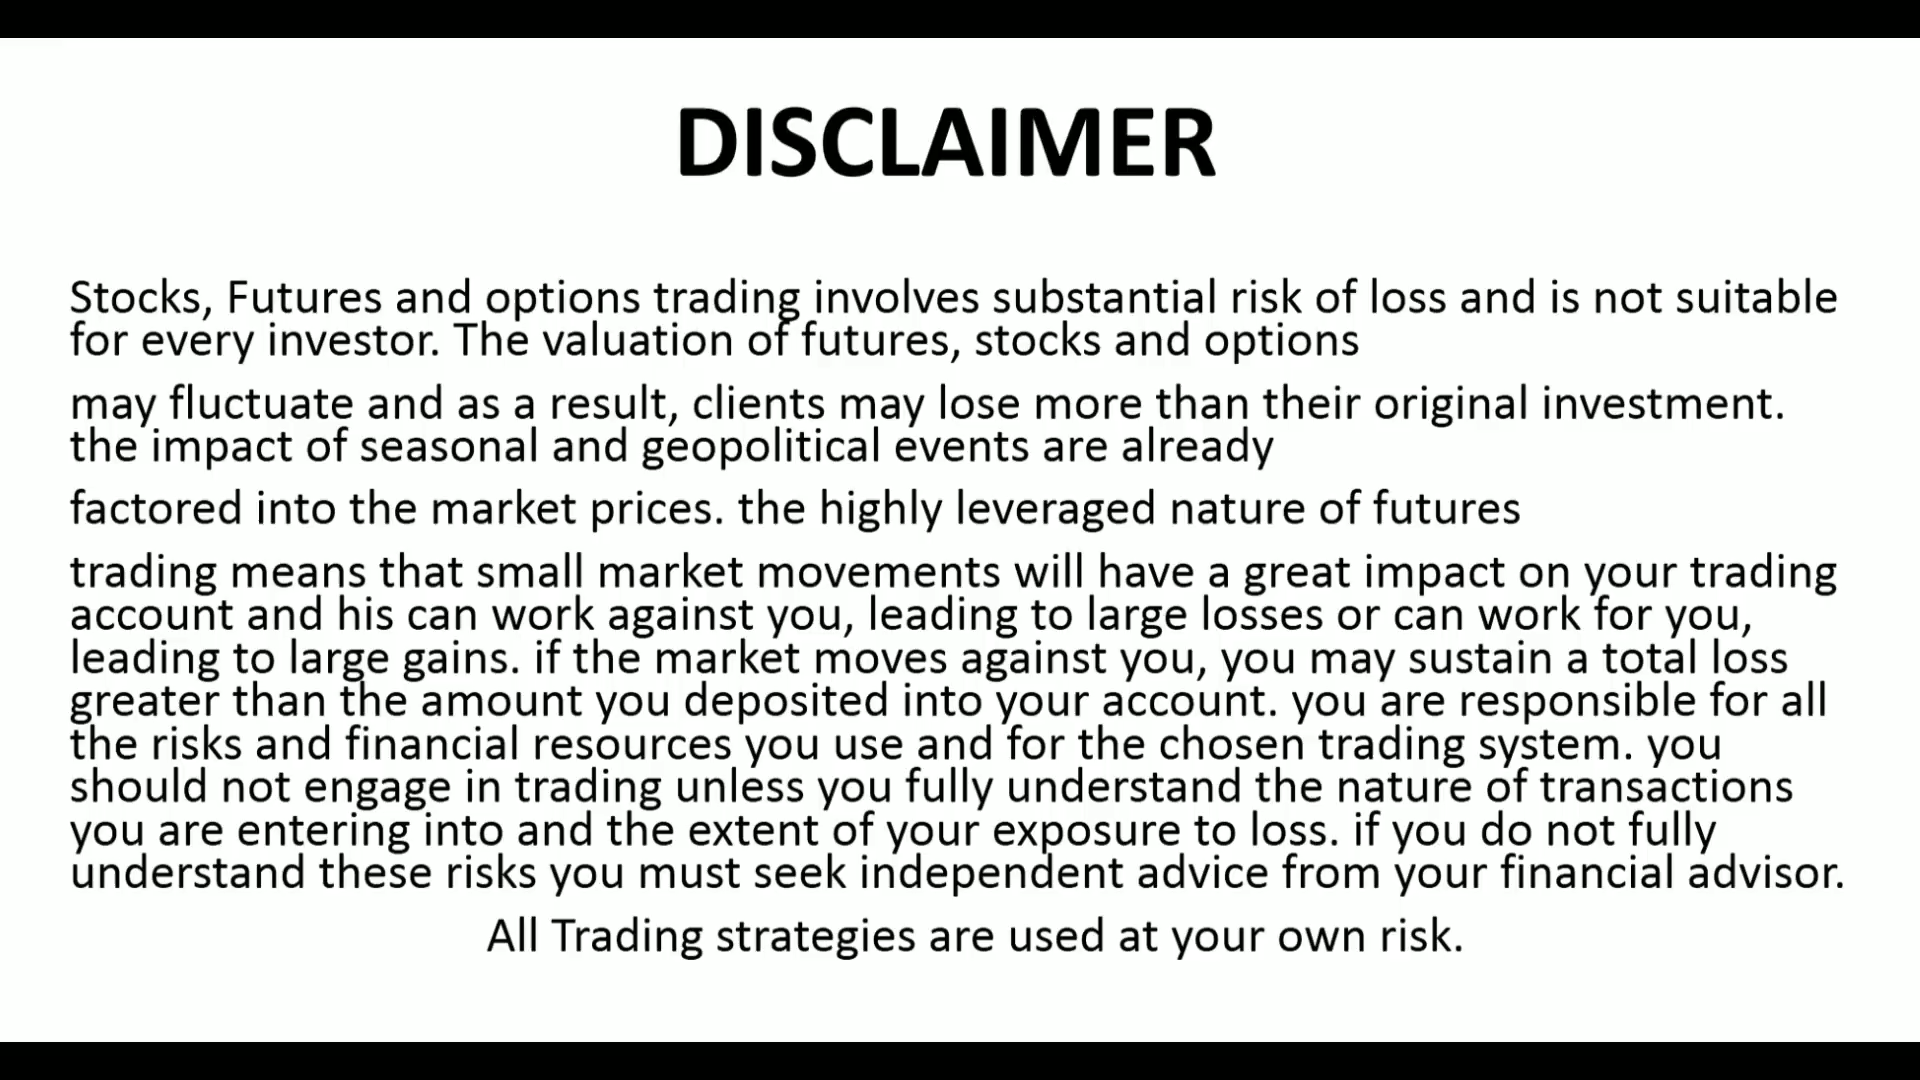 DISCLAIMER
Stocks, Futures and options trading involves substantial risk of loss and is not suitable
for every investor. The valuation of futures, stocks and options
may fluctuate and as a result, clients may lose more than their original investment.
the impact of seasonal and geopolitical events are already
factored into the market prices. the highly leveraged nature of futures
trading means that small market movements will have a great impact on your trading
account and his can work against you, leading to large losses or can work for you,
leading to large gains. if the market moves against you, you may sustain a total loss
greater than the amount you deposited into your account. you are responsible for all
the risks and financial resources you use and for the chosen trading system. you
should not engage in trading unless you fully understand the nature of transactions
you are entering into and the extent of your exposure to loss. if you do not fully
understand these risks you must seek independent advice from your financial advisor.
All Trading strategies are used at your own risk.